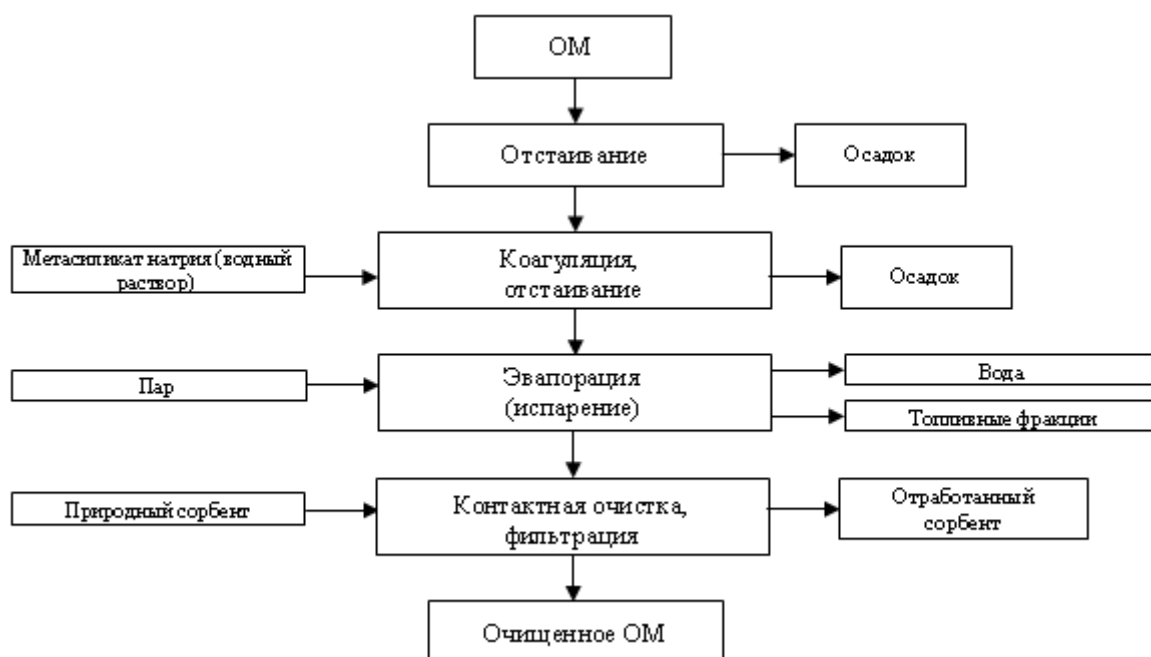 ОМ
Отстаивание
Осадок
Метасиликат натрия (водный
раствор)
Коагуляция,
отстаивание
Осадок
Пар
Эвапорация
(испарение)
Вода
Топливные фракции
Природный сорбент
Контактная очистка,
фильтрация
Отработанный
сорбент
Очищенное ОМ